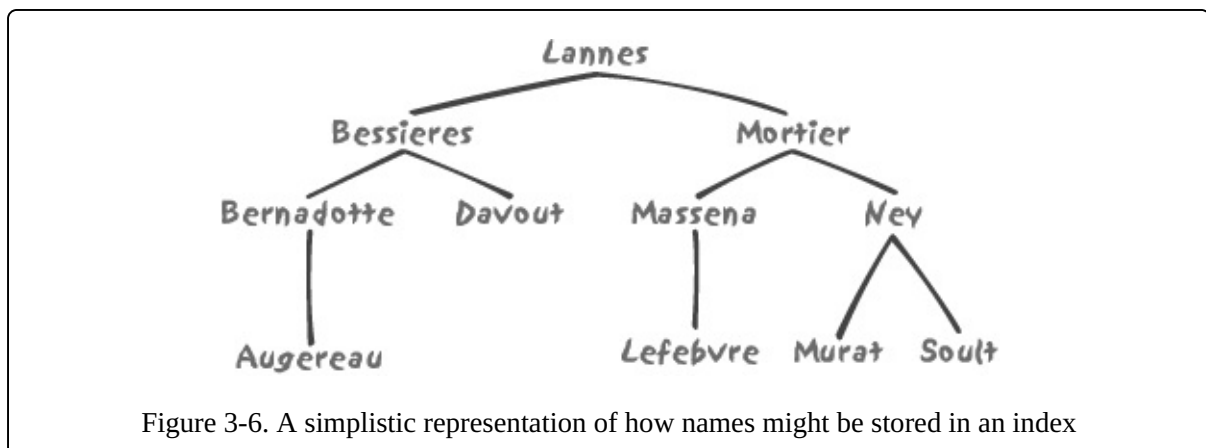 Lannes
Bessieres Mortier
Bernadotte Davout Massena Ney
Augereau Lefebvre Murat Soult
Figure 3-6. A simplistic representation of how names might be stored in an index